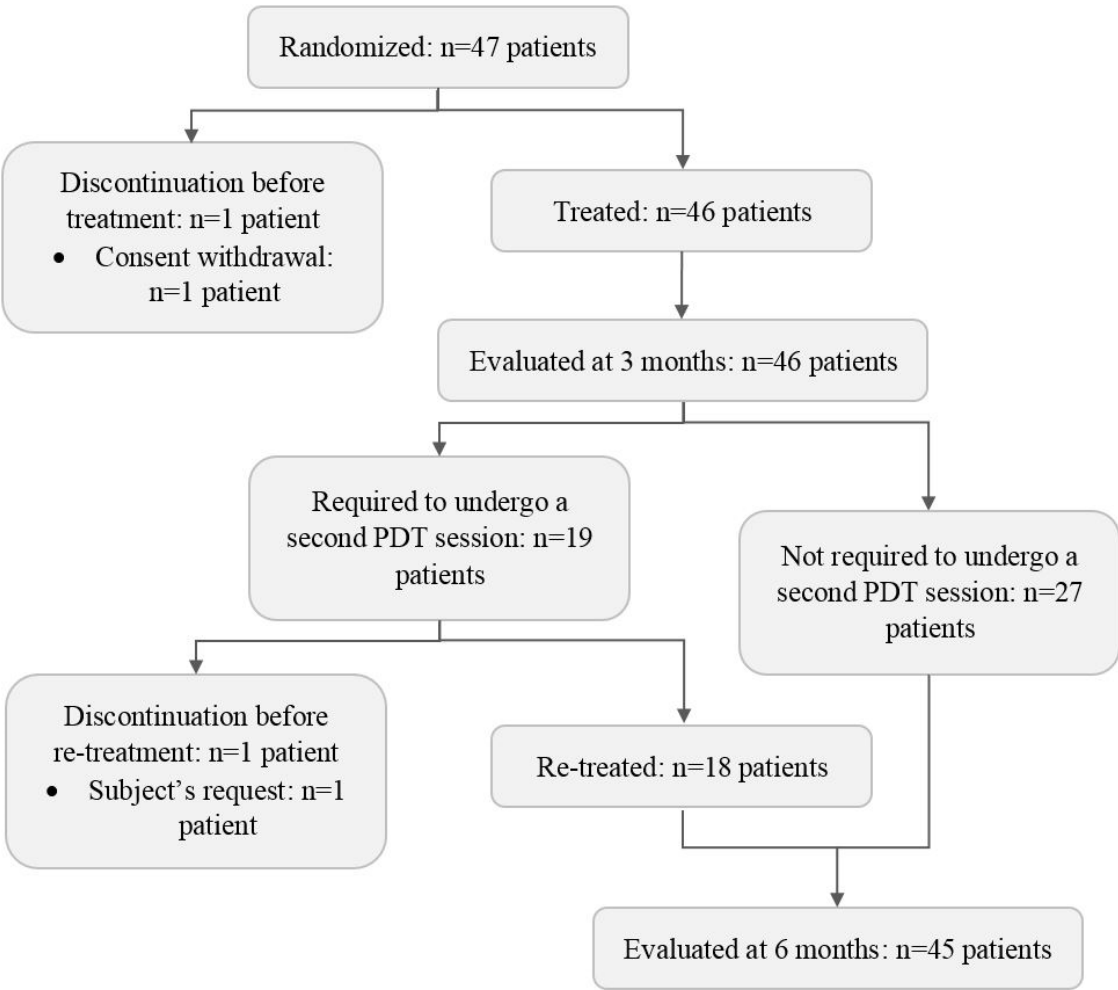 Randomized: n=47 patients
Discontinuation before
treatment: n=1 patient
• Consent withdrawal:
n=1 patient
Treated: n=46 patients
Evaluated at 3 months: n=46 patients
Required to undergo a
second PDT session: n=19
patients
Not required to undergo a
second PDT session: n=27
patients
Discontinuation before
re-treatment: n=1 patient
• Subject’s request: n=1
patient
Re-treated: n=18 patients
Evaluated at 6 months: n=45 patients